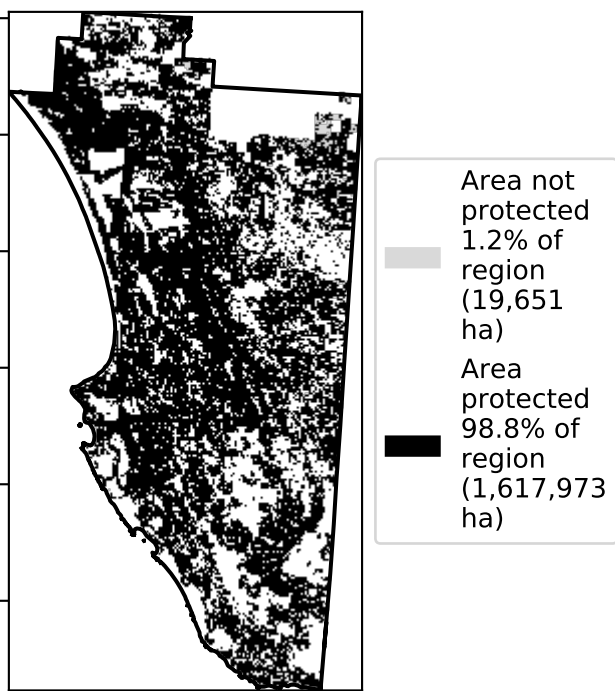 Area not
protected
1.2% of
region
(19,651
ha)
Area
protected
98.8% of
region
(1,617,973
ha)